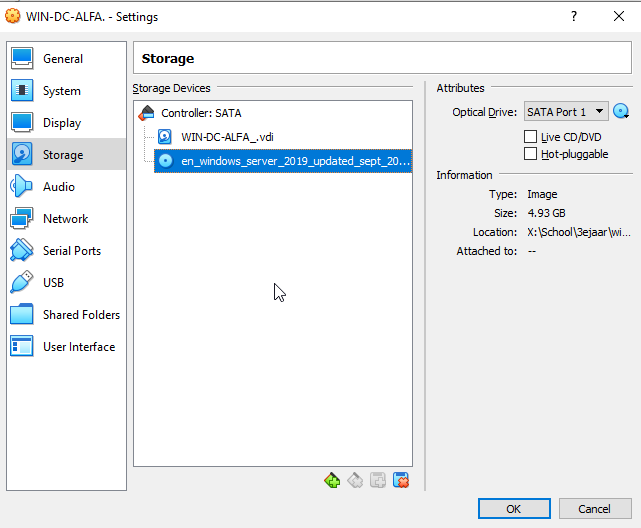 WIN-DC-ALFA. - Settings
General
System
Display
Storage
Audio
Network
Serial Ports
USB
Shared Folders
User Interface
Storage
Storage Devices
Controller: SATA
WIN-DC-ALFA_.vdi
en_windows_server_2019_updated_sept_20...
Attributes
Optical Drive: SATA Port 1
Live CD/DVD
Hot-pluggable
Information
Type: Image
Size: 4.93 GB
Location: X:\School\3ejaar\wi...
Attached to: --
OK Cancel